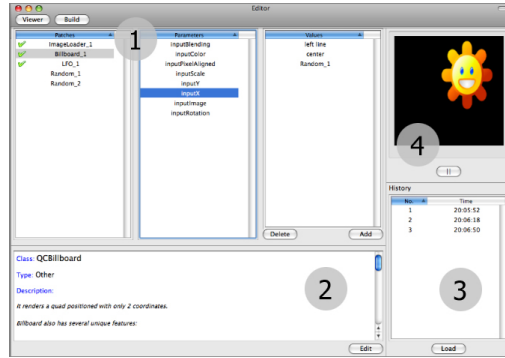 Editor
Viewer Build
Patches Parameters Values
ImageLoader_1 inputBlending left line
Billboard_1 inputColor center
LFO_1 inputPixelAligned Random_1
Random_1 inputScale
Random_2 inputY
inputX
inputImage
inputRotation
1
4
Delete Add
History
No. Time
1 20:05:52
2 20:06:18
3 20:06:50
Class: QCBillboard
Type: Other
Description:
It renders a quad positioned with only 2 coordinates.
Billboard also has several unique features:
2
3
Edit Load